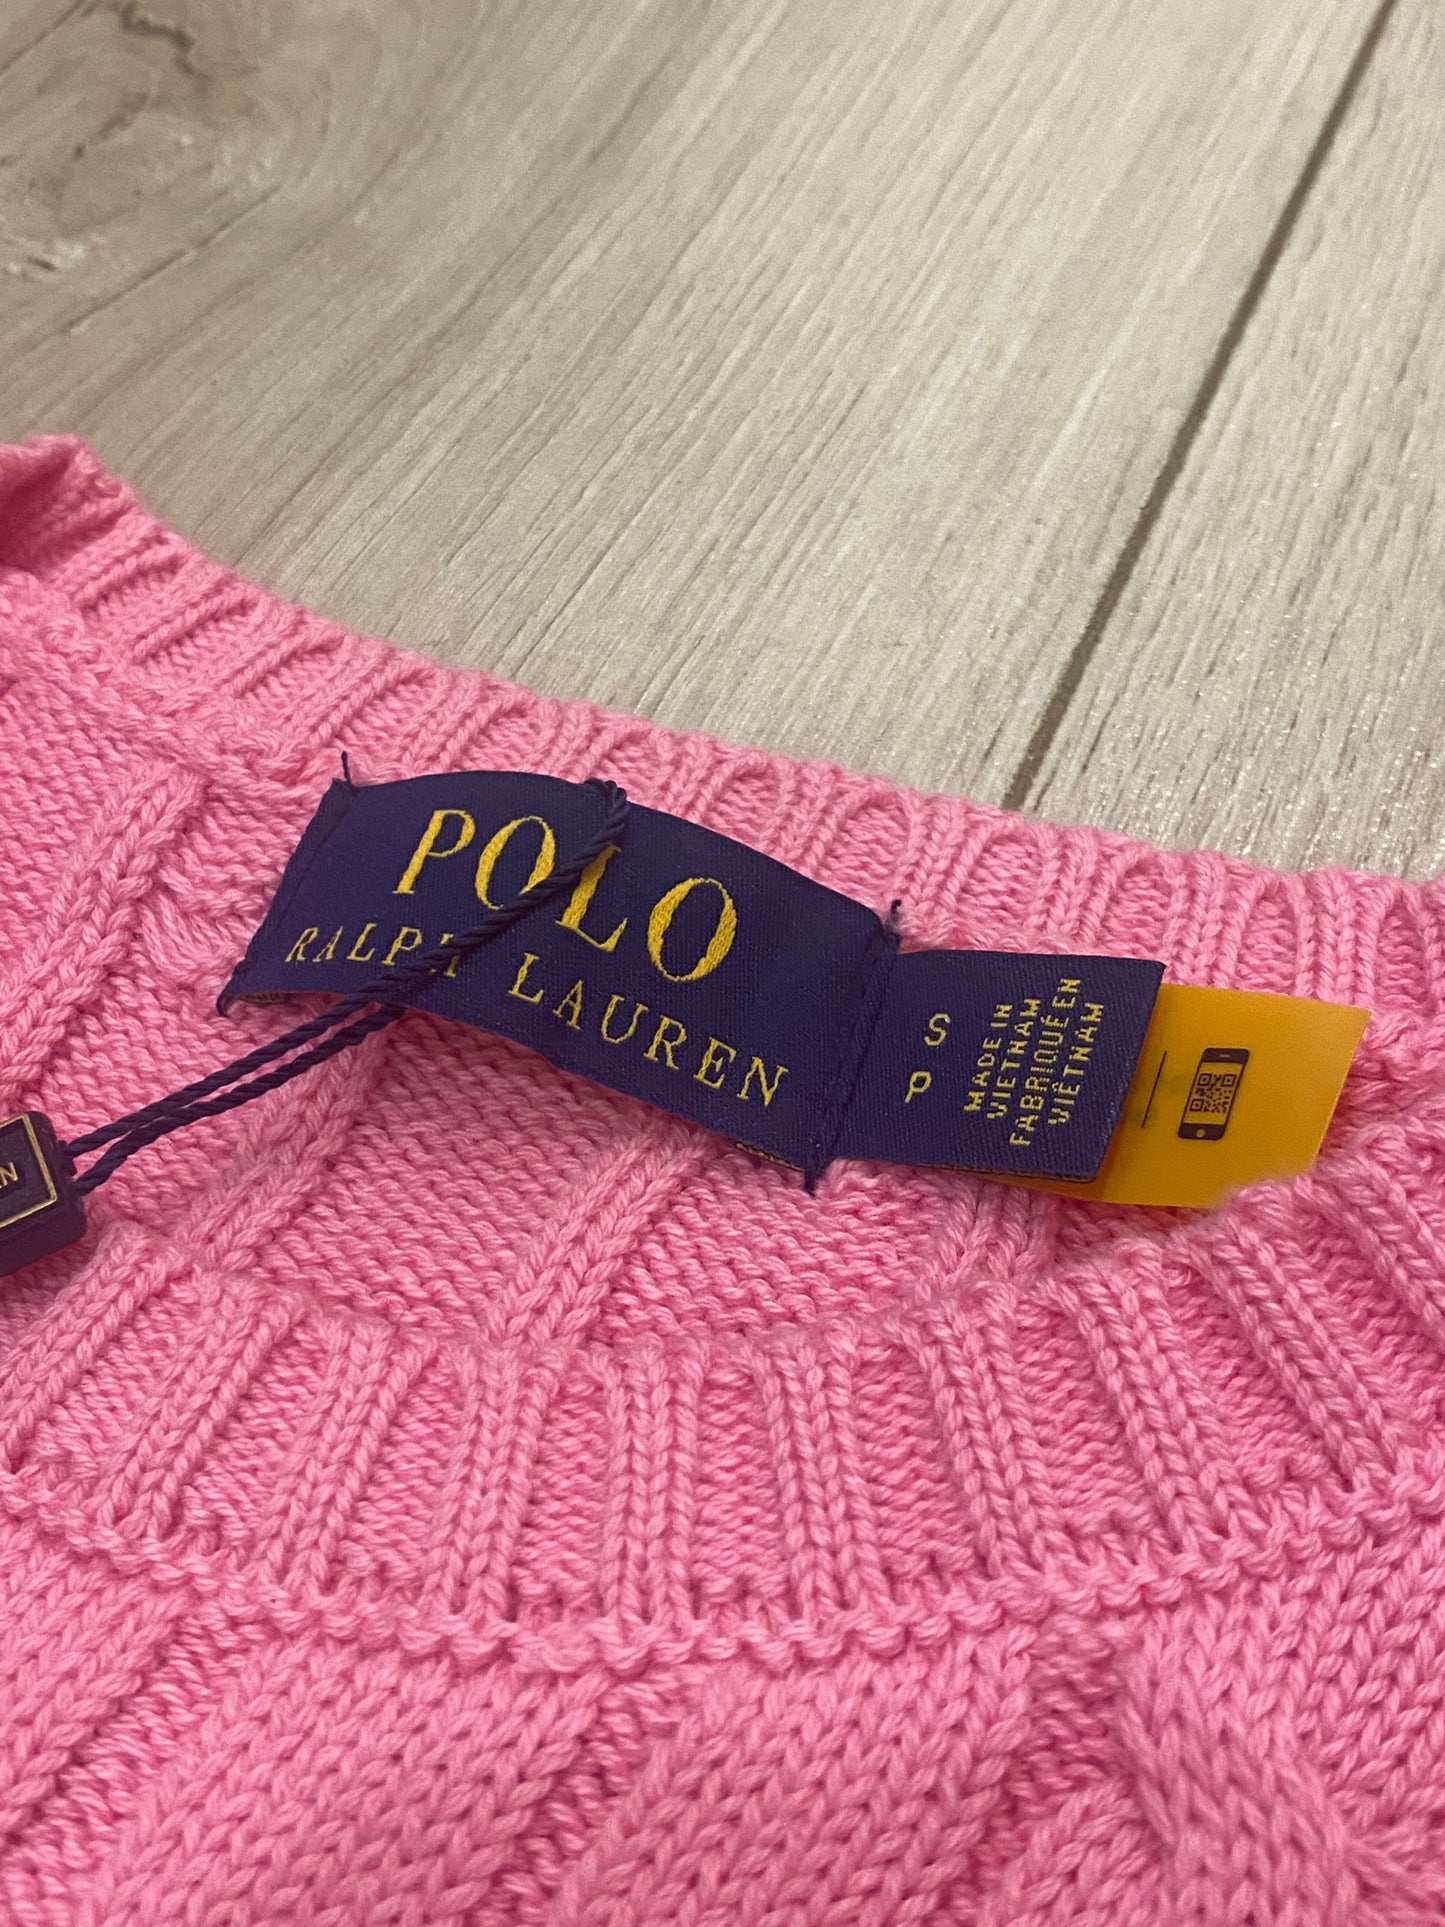 POLO
RALPH LAUREN
S
P
MADE IN
VIETNAM
FABRIQUÉ EN
VIÊTNAM